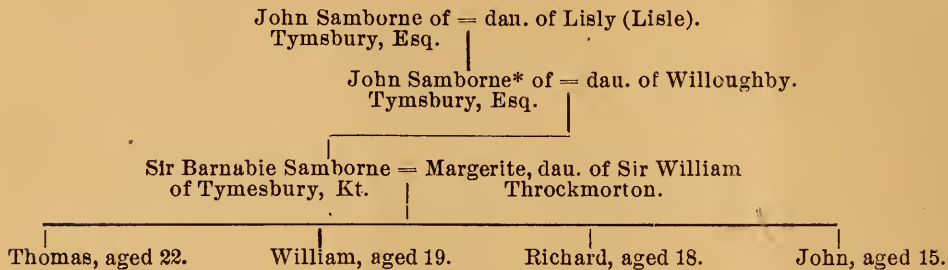 John Samborne of = dau. of Lisly (Lisle).
Tymsbury, Esq.
John Samborne* of = dau. of Willoughby.
Tymsbury, Esq.
Sir Barnabie Samborne = Margerite, dau. of Sir William
of Tymesbury, Kt. Throckmorton.
Thomas, aged 22. William, aged 19. Richard, aged 18. John, aged 15.